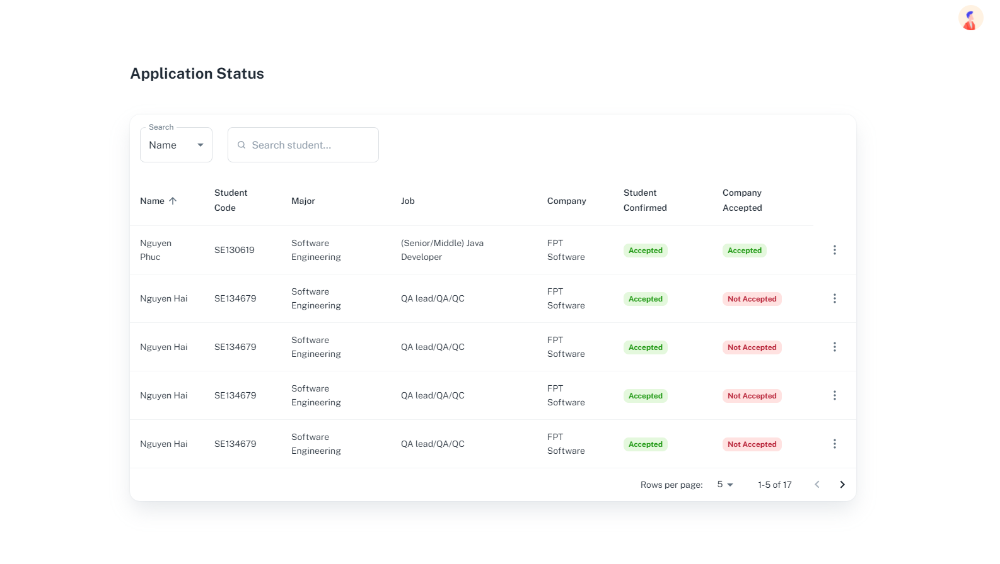 Application Status
Search
Name
Search student...
Name
Student
Code
Major
Job
Company
Student
Confirmed
Company
Accepted
Nguyen
Phuc
SE130619
Software
Engineering
(Senior/Middle) Java
Developer
FPT
Software
Accepted
Accepted
Nguyen Hai
SE134679
Software
Engineering
QA lead/QA/QC
FPT
Software
Accepted
Not Accepted
Nguyen Hai
SE134679
Software
Engineering
QA lead/QA/QC
FPT
Software
Accepted
Not Accepted
Nguyen Hai
SE134679
Software
Engineering
QA lead/QA/QC
FPT
Software
Accepted
Not Accepted
Nguyen Hai
SE134679
Software
Engineering
QA lead/QA/QC
FPT
Software
Accepted
Not Accepted
Rows per page:
5
1-5 of 17